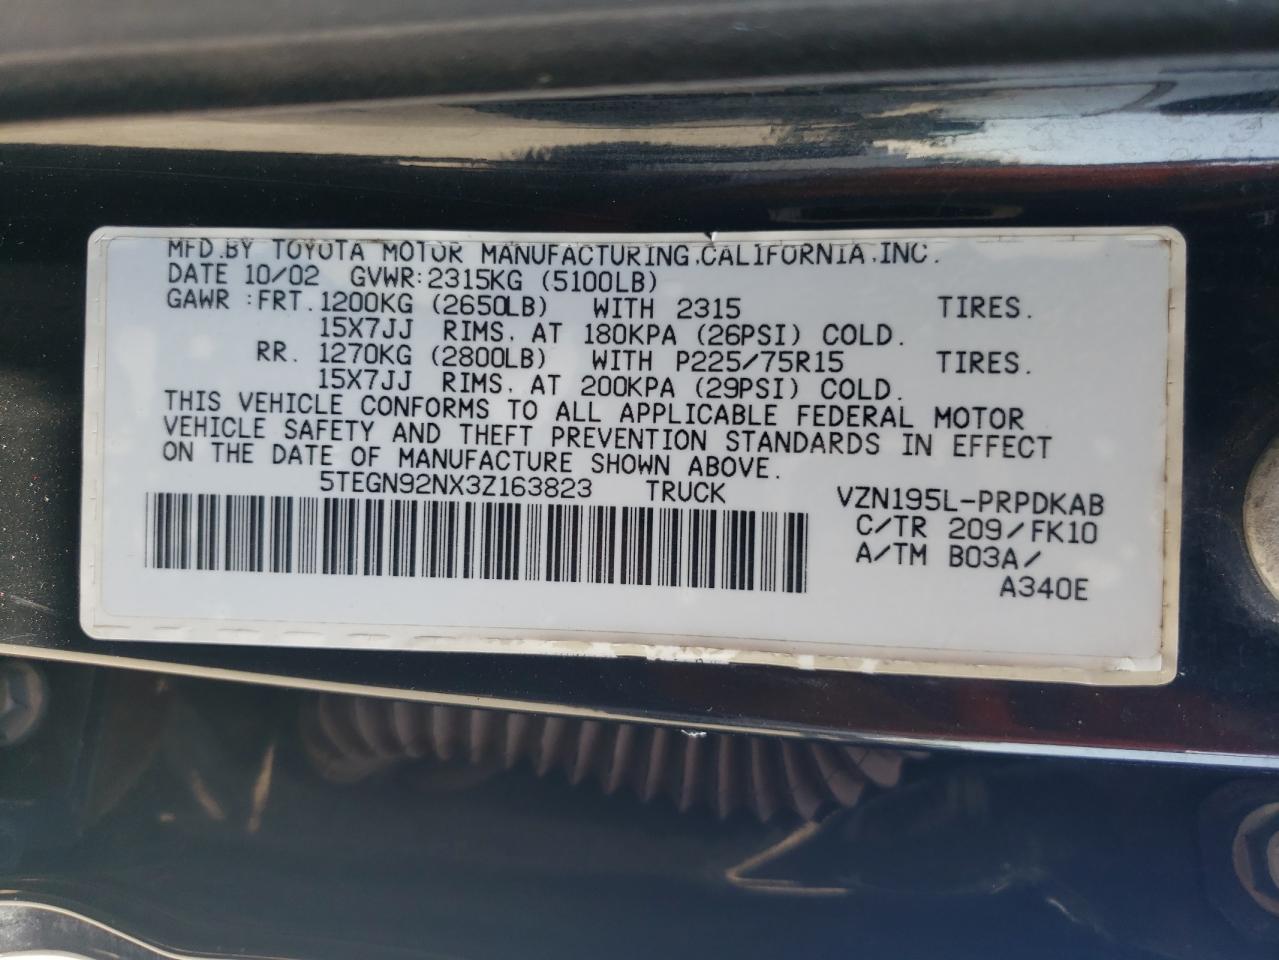 MFD.BY TOYOTA MOTOR MANUFACTURING.CALIFORNIA.INC.
DATE 10/02 GVWR:2315KG (5100LB)
GAWR :FRT.1200KG (2650LB) WITH 2315 TIRES.
15X7JJ RIMS. AT 180KPA (26PSI) COLD.
RR. 1270KG (2800LB) WITH P225/75R15 TIRES.
15X7JJ RIMS. AT 200KPA (29PSI) COLD.
THIS VEHICLE CONFORMS TO ALL APPLICABLE FEDERAL MOTOR
VEHICLE SAFETY AND THEFT PREVENTION STANDARDS IN EFFECT
ON THE DATE OF MANUFACTURE SHOWN ABOVE.
5TEGN92NX3Z163823 TRUCK VZN195L-PRPDKAB
C/TR 209/FK10
A/TM B03A/
A340E